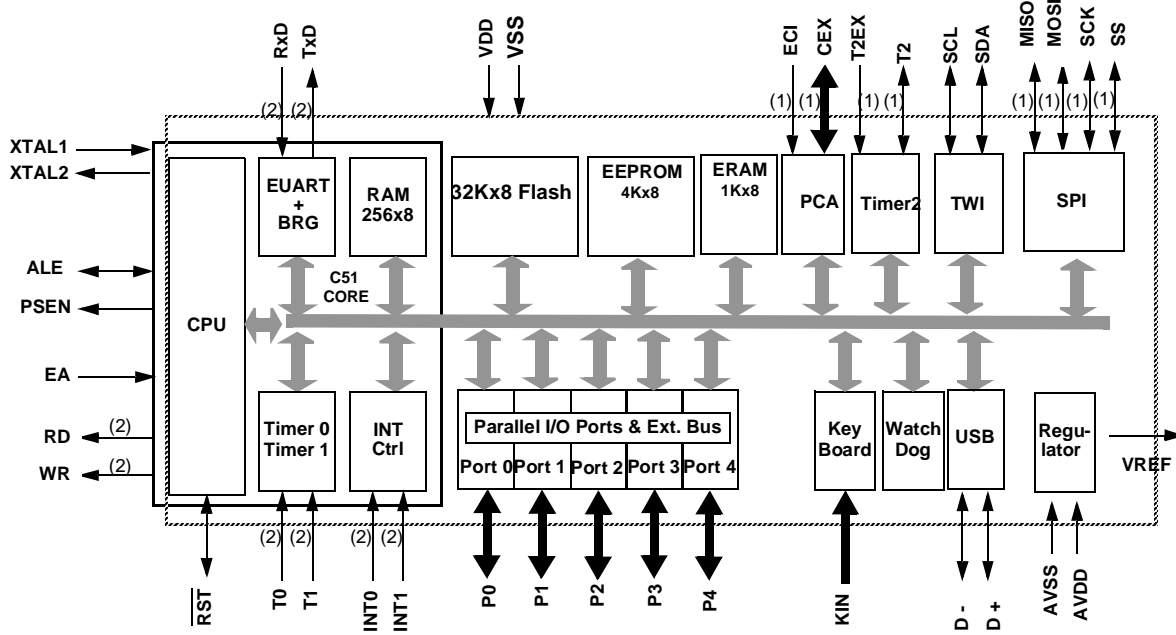 RxD
TxD
VDD
VSS
ECI
CEX
T2EX
T2
SCL
SDA
MISO
MOSI
SCK
SS
(2) (2)
(1) (1) (1) (1)
(1) (1) (1) (1)
XTAL1
XTAL2
ALE
PSEN
EA
RD
(2)
WR
(2)
CPU
EUART
+
BRG
RAM
256x8
C51
CORE
32Kx8 Flash
EEPROM
4Kx8
ERAM
1Kx8
PCA
Timer2
TWI
SPI
Timer 0
Timer 1
INT
Ctrl
Parallel I/O Ports & Ext. Bus
Port 0
Port 1
Port 2
Port 3
Port 4
Key
Board
Watch
Dog
USB
Regu-
lator
VREF
(2) (2) (2) (2)
RST
T0
T1
INT0
INT1
P0
P1
P2
P3
P4
KIN
D -
D +
AVSS
AVDD